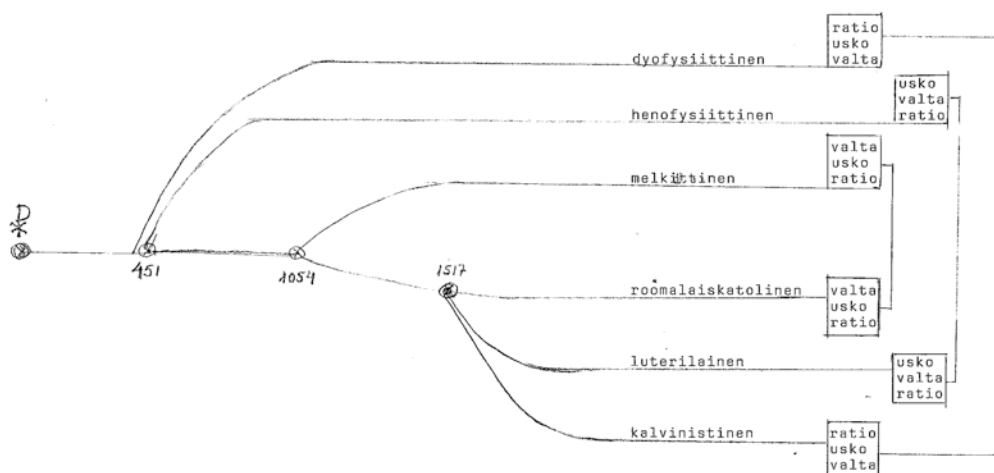 ratio
usko
valta
dyofysiittinen
usko
valta
ratio
henofysiittinen
valta
usko
ratio
melkiittinen
451
1054
1517
roomalaiskatolinen
valta
usko
ratio
luterilainen
usko
valta
ratio
kalvinistinen
ratio
usko
valta